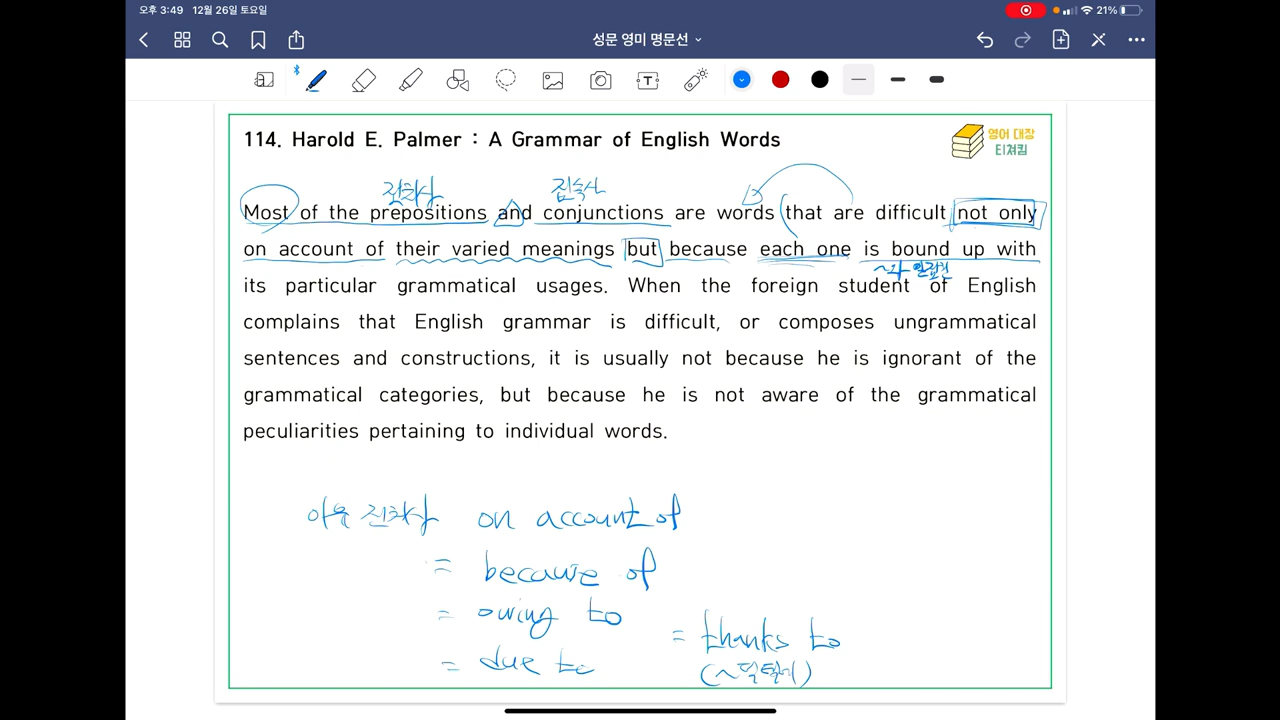 오후 3:49 12월 26일 토요일 21%
성문 영미 명문선
114. Harold E. Palmer : A Grammar of English Words
영어 대장
티쳐킴
전치사 접속사
Most of the prepositions and conjunctions are words that are difficult not only
on account of their varied meanings but because each one is bound up with
~와 연결된
its particular grammatical usages. When the foreign student of English
complains that English grammar is difficult, or composes ungrammatical
sentences and constructions, it is usually not because he is ignorant of the
grammatical categories, but because he is not aware of the grammatical
peculiarities pertaining to individual words.
이유 전치사 on account of
= because of
= owing to
= thanks to
= due to
(~덕택에)